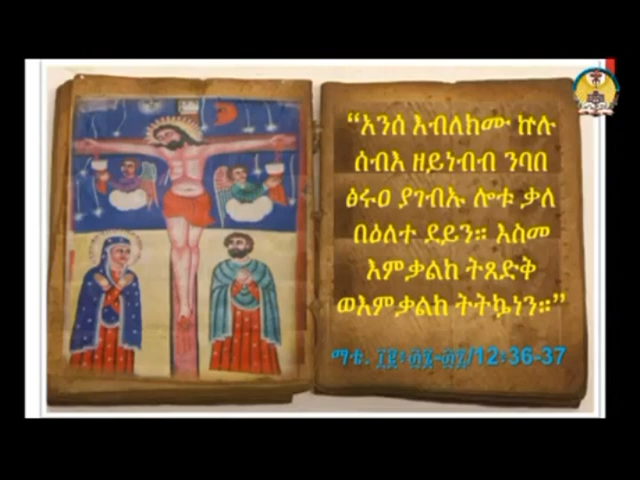 “አንሰ እብለክሙ ኵሉ
ሰብእ ዘይነብብ ንባበ
ፅሩዐ ያገብኡ ሎቱ ቃለ
በዕለተ ደይን። እስመ
እምቃልከ ትጸድቅ
ወእምቃልከ ትትኴነን።”
ማቴ. ፲፪፥፴፮-፴፯/12፥36-37